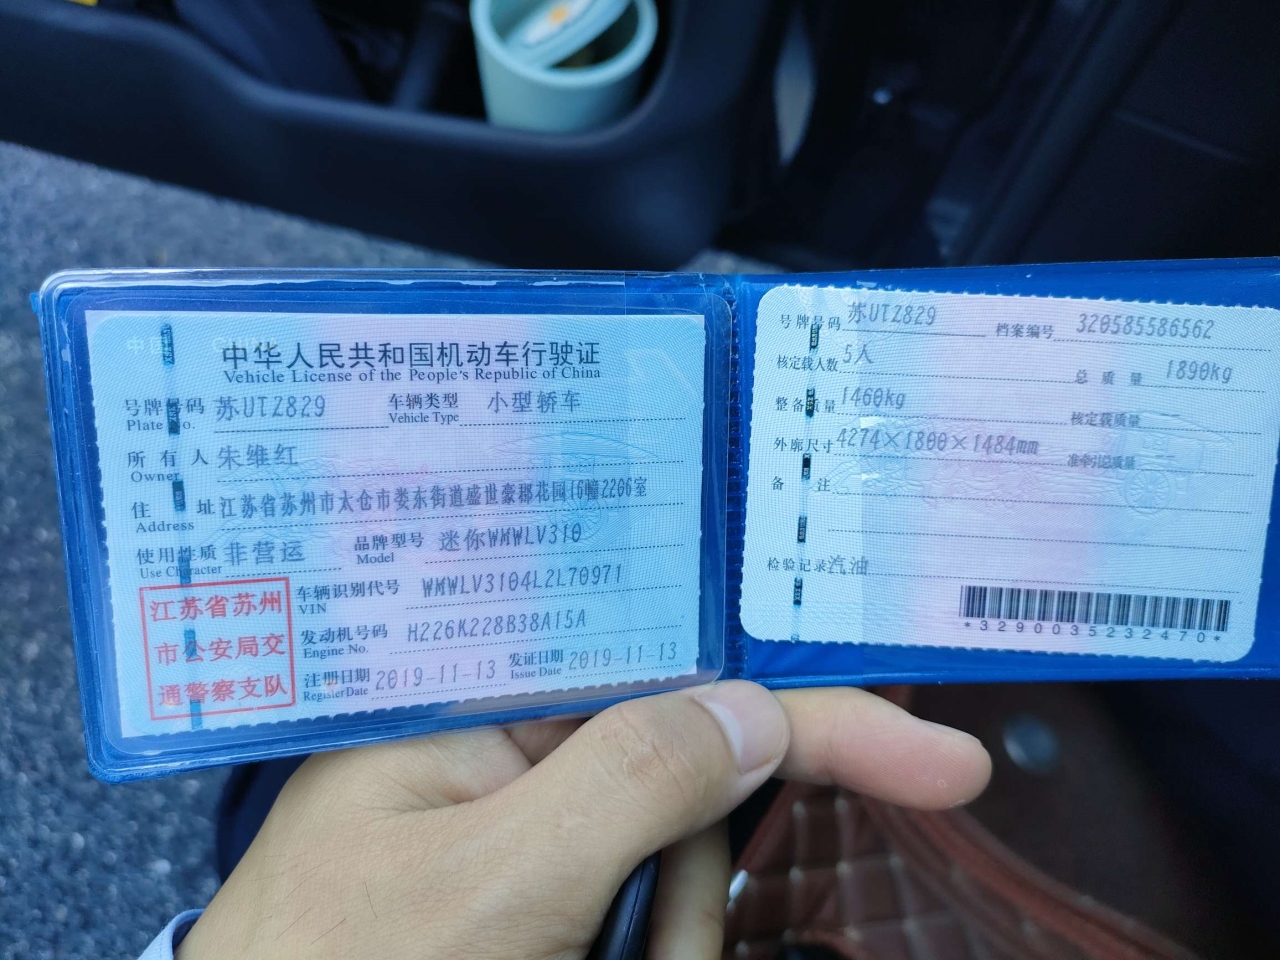 中华人民共和国机动车行驶证
Vehicle License of the People's Republic of China
号牌号码 苏UTZ829 车辆类型 小型轿车
Plate No. Vehicle Type
所有人 朱维红
Owner
住址 江苏省苏州市太仓市娄东街道盛世豪郡花园16幢2206室
Address
使用性质 非营运 品牌型号 迷你WMWLV310
Use Character Model
江苏省苏州
市公安局交
通警察支队
车辆识别代号 WMWLV3104L2L70971
VIN
发动机号码 H226K228B38A15A
Engine No.
注册日期 2019-11-13 发证日期 2019-11-13
Register Date Issue Date
号牌号码 苏UTZ829 档案编号 320585586562
核定载人数 5人 总质量 1890kg
整备质量 1460kg 核定载质量
外廓尺寸 4274×1800×1484mm 准牵引总质量
备注
检验记录 汽油
*3290035232470*